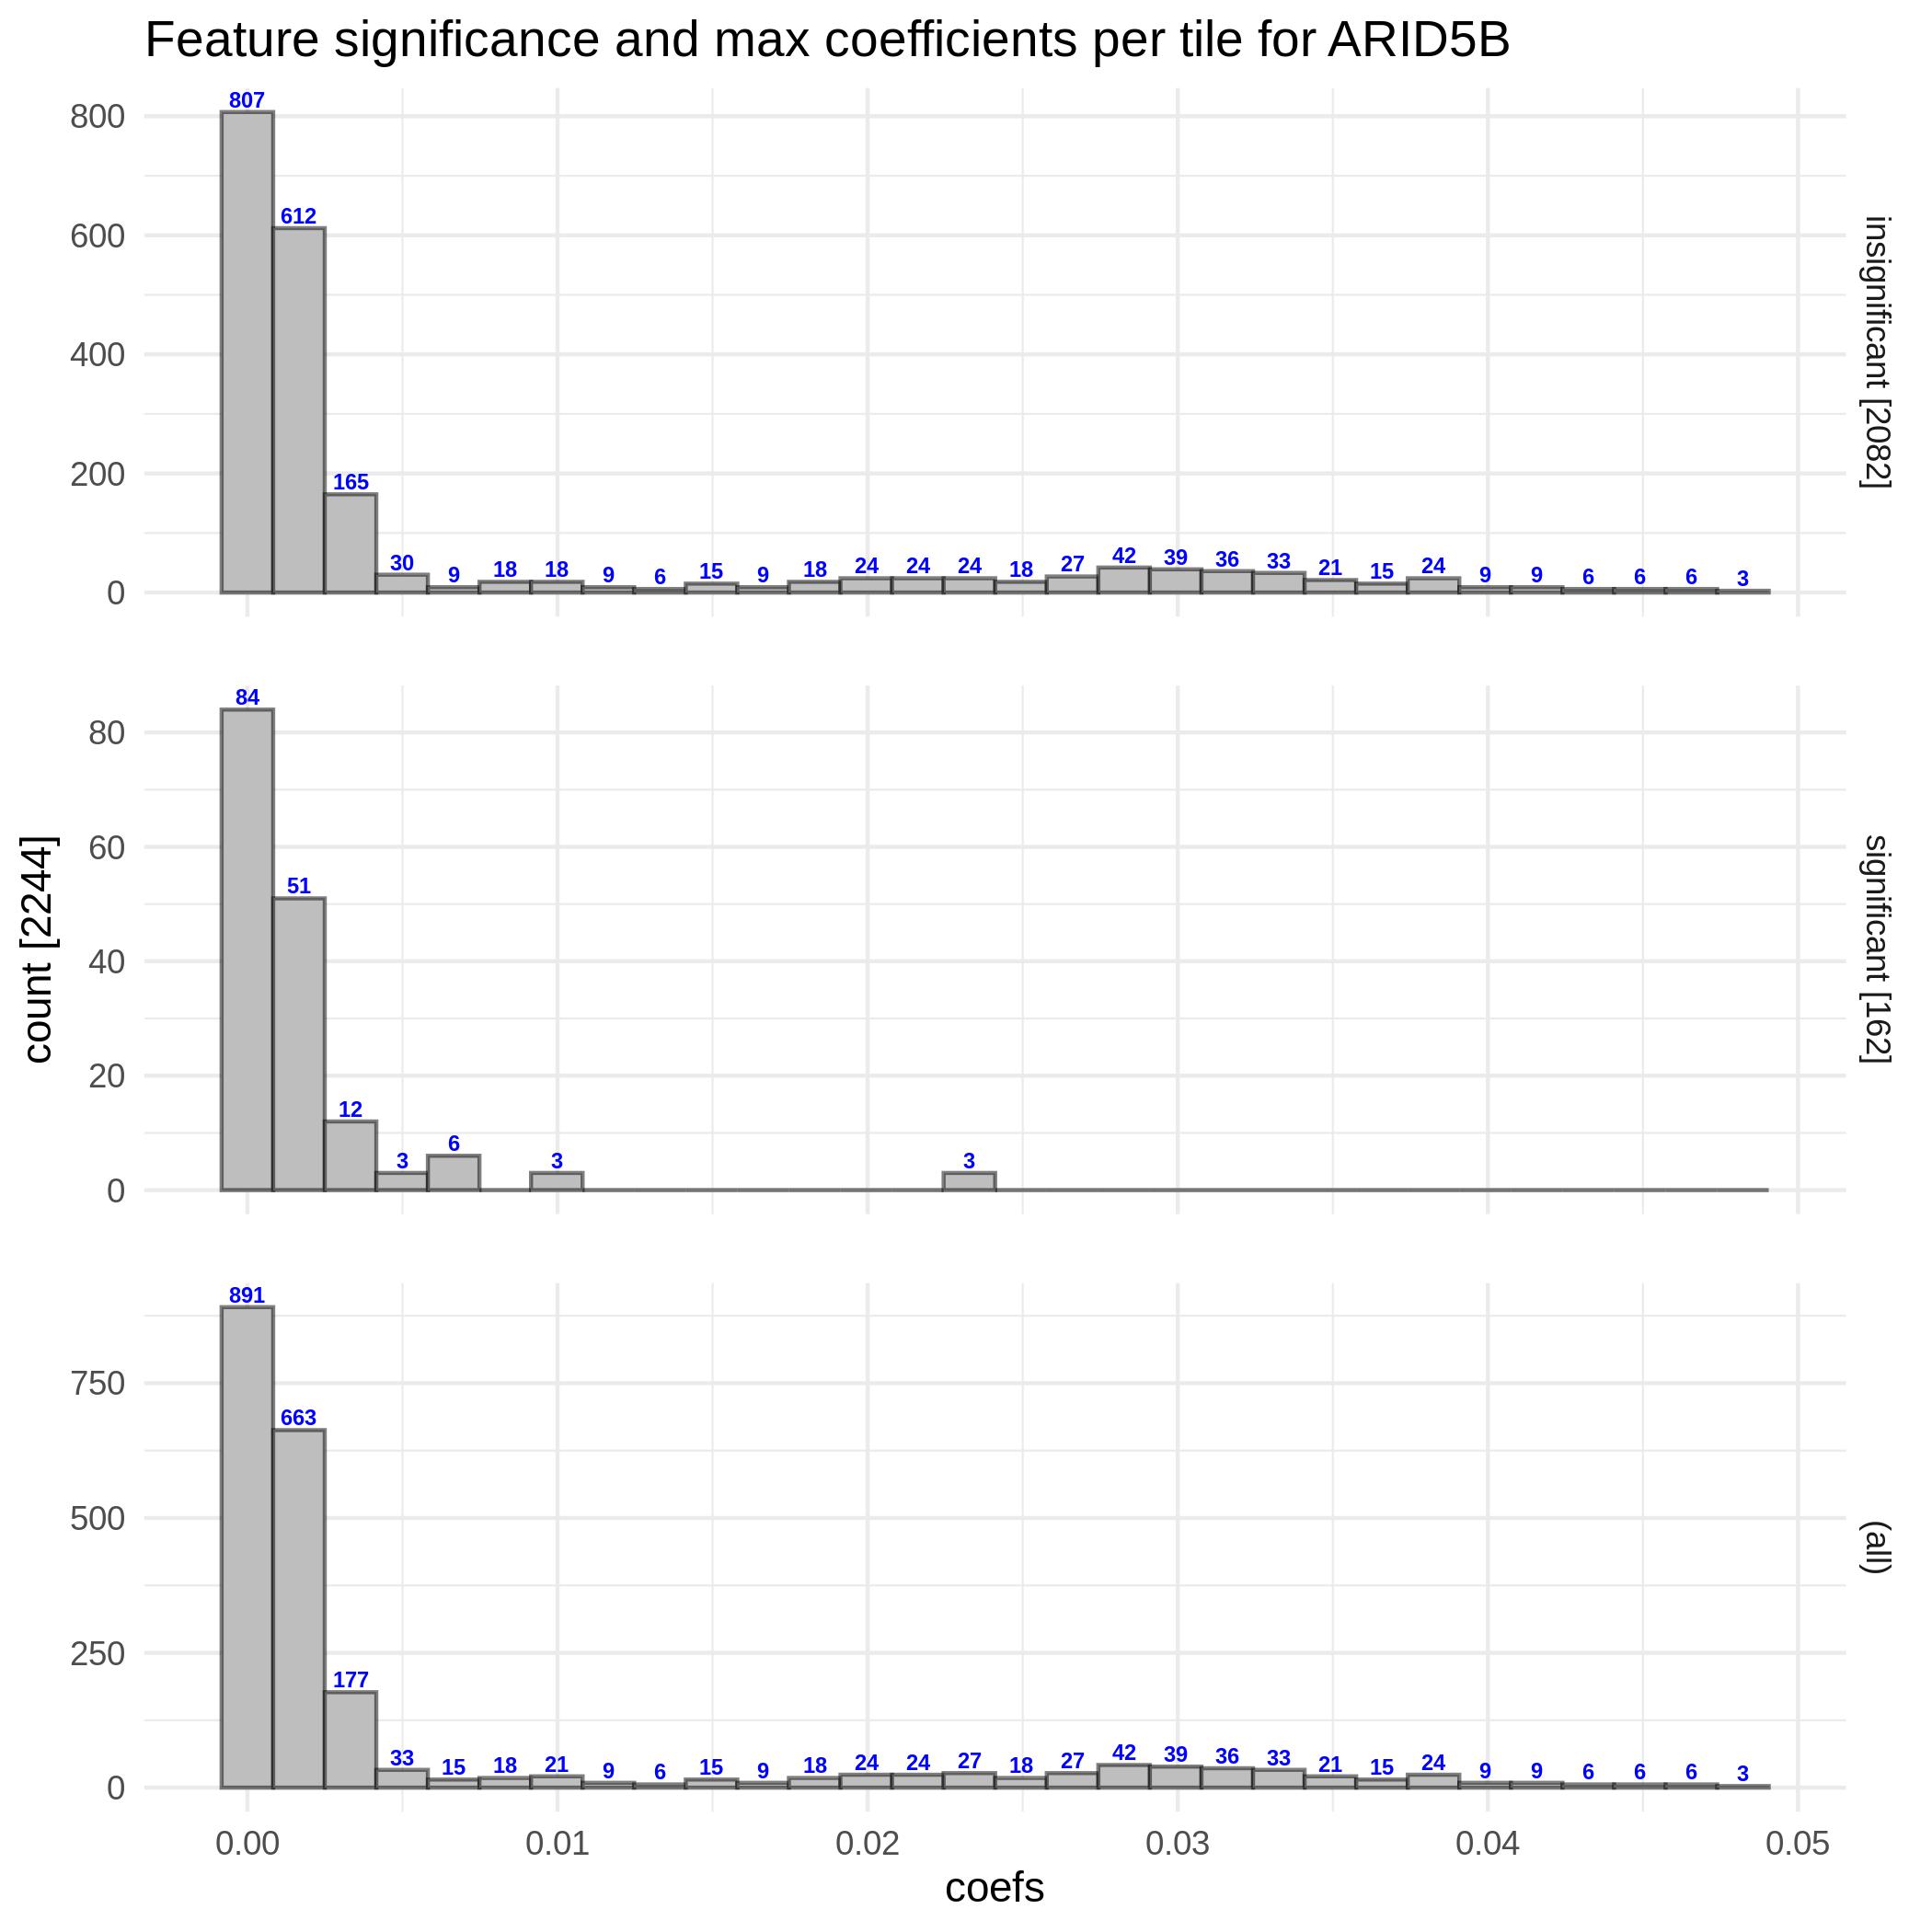 Feature significance and max coefficients per tile for ARID5B
807
800
612
600
400
200
165
30 9 18 18 9 6 15 9 18 24 24 24 18 27 42 39 36 33 21 15 24 9 9 6 6 6 3
0
insignificant [2082]
84
80
51
60
40
20
12
3 6 3 3
0
significant [162]
count [2244]
891
750
663
500
250
177
33 15 18 21 9 6 15 9 18 24 24 27 18 27 42 39 36 33 21 15 24 9 9 6 6 6 3
0
(all)
0.00 0.01 0.02 0.03 0.04 0.05
coefs